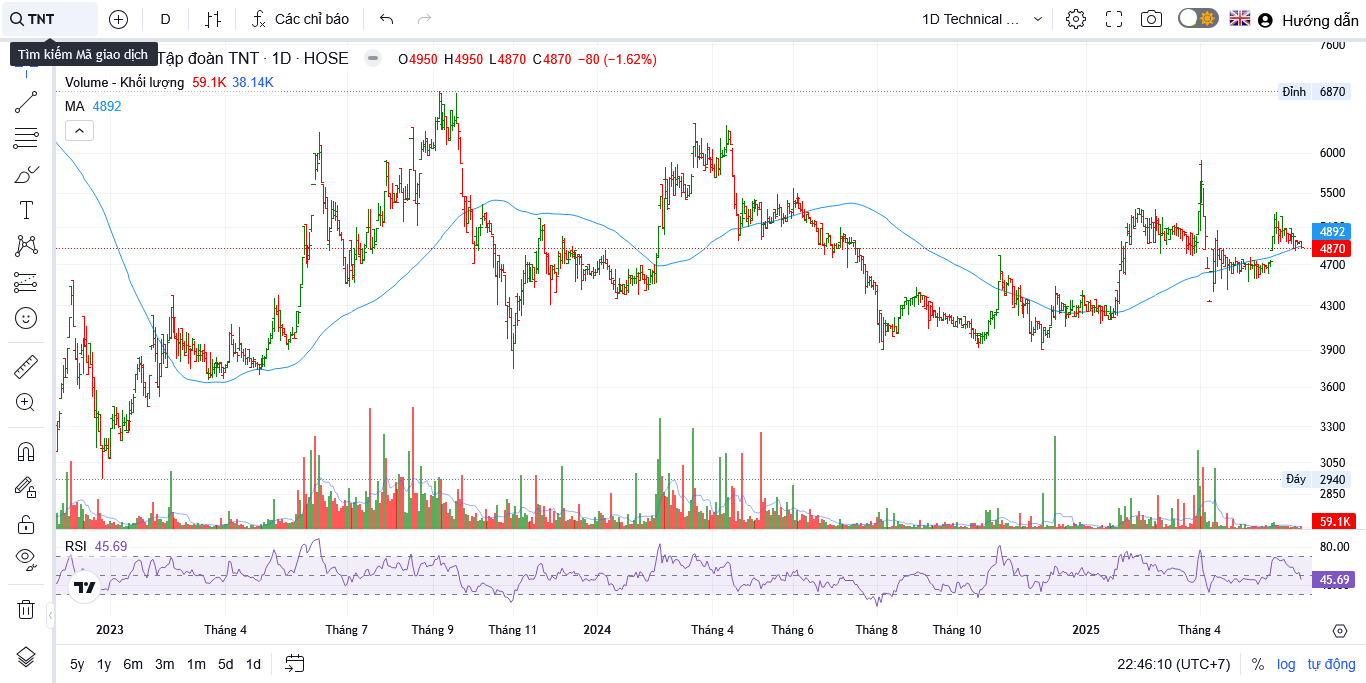 TNT D Các chỉ báo 1D Technical ... Hướng dẫn
Tìm kiếm Mã giao dịch
Tập đoàn TNT · 1D · HOSE O4950 H4950 L4870 C4870 −80 (−1.62%)
Volume - Khối lượng 59.1K 38.14K
MA 4892
7600
Đỉnh 6870
6000
5500
4892
4870
4700
4300
3900
3600
3300
3050
Đáy 2940
2850
59.1K
RSI 45.69
80.00
45.69
2023 Tháng 4 Tháng 7 Tháng 9 Tháng 11 2024 Tháng 4 Tháng 6 Tháng 8 Tháng 10 2025 Tháng 4
5y 1y 6m 3m 1m 5d 1d 22:46:10 (UTC+7) % log tự động